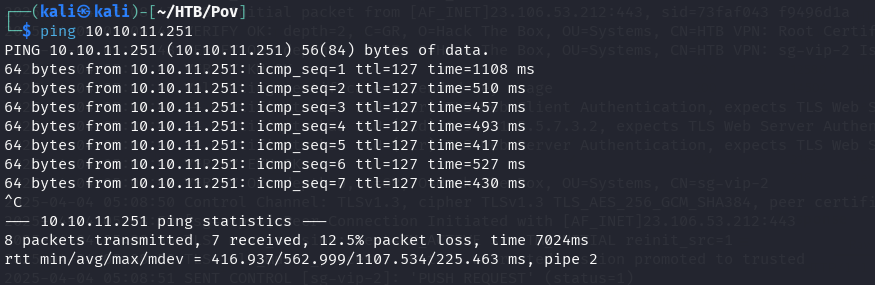 ┌──(kali㉿kali)-[~/HTB/Pov]
└─$ ping 10.10.11.251
PING 10.10.11.251 (10.10.11.251) 56(84) bytes of data.
64 bytes from 10.10.11.251: icmp_seq=1 ttl=127 time=1108 ms
64 bytes from 10.10.11.251: icmp_seq=2 ttl=127 time=510 ms
64 bytes from 10.10.11.251: icmp_seq=3 ttl=127 time=457 ms
64 bytes from 10.10.11.251: icmp_seq=4 ttl=127 time=493 ms
64 bytes from 10.10.11.251: icmp_seq=5 ttl=127 time=417 ms
64 bytes from 10.10.11.251: icmp_seq=6 ttl=127 time=527 ms
64 bytes from 10.10.11.251: icmp_seq=7 ttl=127 time=430 ms
^C
--- 10.10.11.251 ping statistics ---
8 packets transmitted, 7 received, 12.5% packet loss, time 7024ms
rtt min/avg/max/mdev = 416.937/562.999/1107.534/225.463 ms, pipe 2